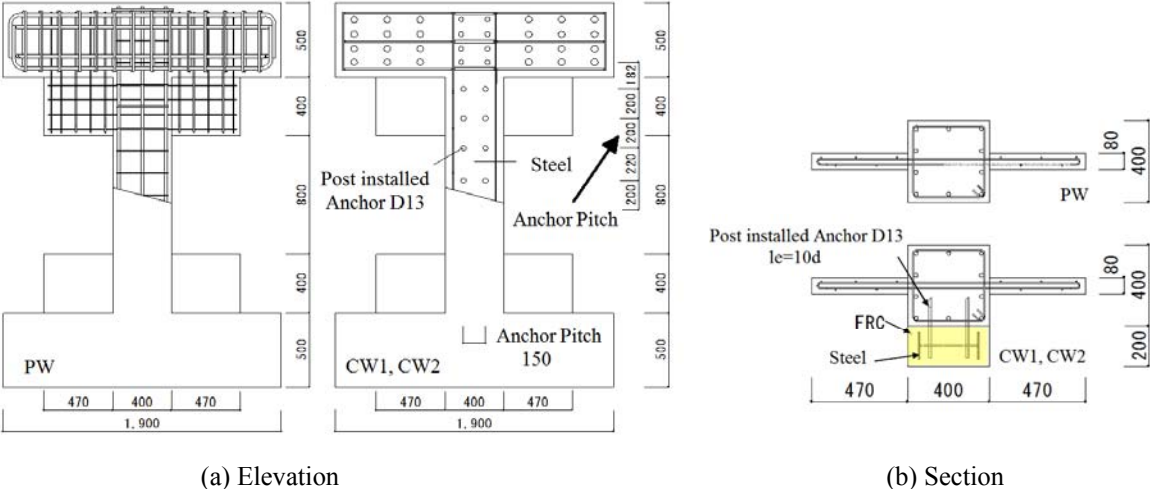 500
400
800
400
500
PW
470 400 470
1,900
182
200
200
220
200
500
400
800
400
500
Steel
Post installed
Anchor D13
Anchor Pitch
Anchor Pitch
150
CW1, CW2
470 400 470
1,900
(a) Elevation
80
400
PW
Post installed Anchor D13
le=10d
80
400
FRC
Steel
200
CW1, CW2
470 400 470
(b) Section